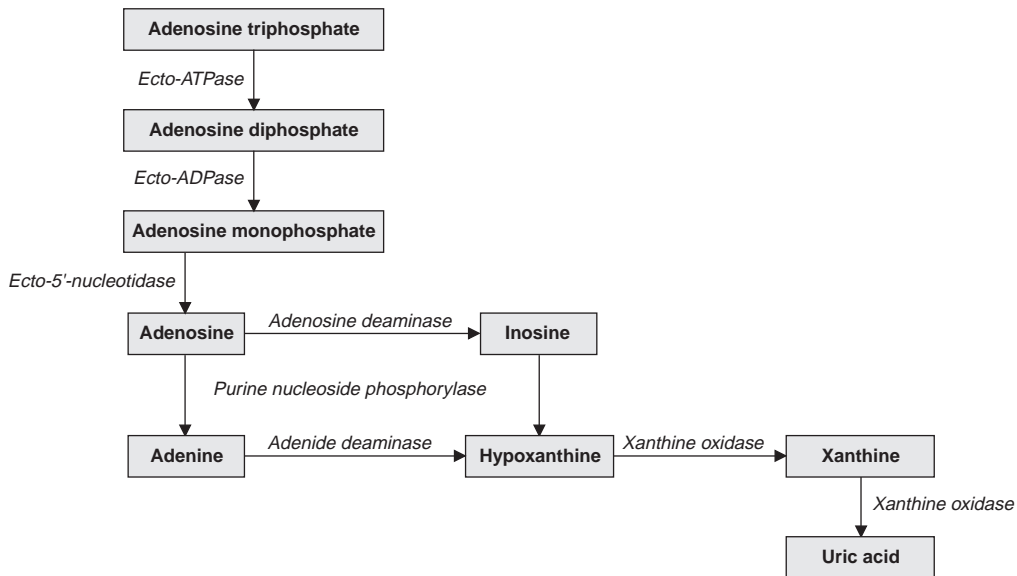 Adenosine triphosphate
Ecto-ATPase
Adenosine diphosphate
Ecto-ADPase
Adenosine monophosphate
Ecto-5'-nucleotidase
Adenosine
Adenosine deaminase
Inosine
Purine nucleoside phosphorylase
Adenine
Adenide deaminase
Hypoxanthine
Xanthine oxidase
Xanthine
Xanthine oxidase
Uric acid